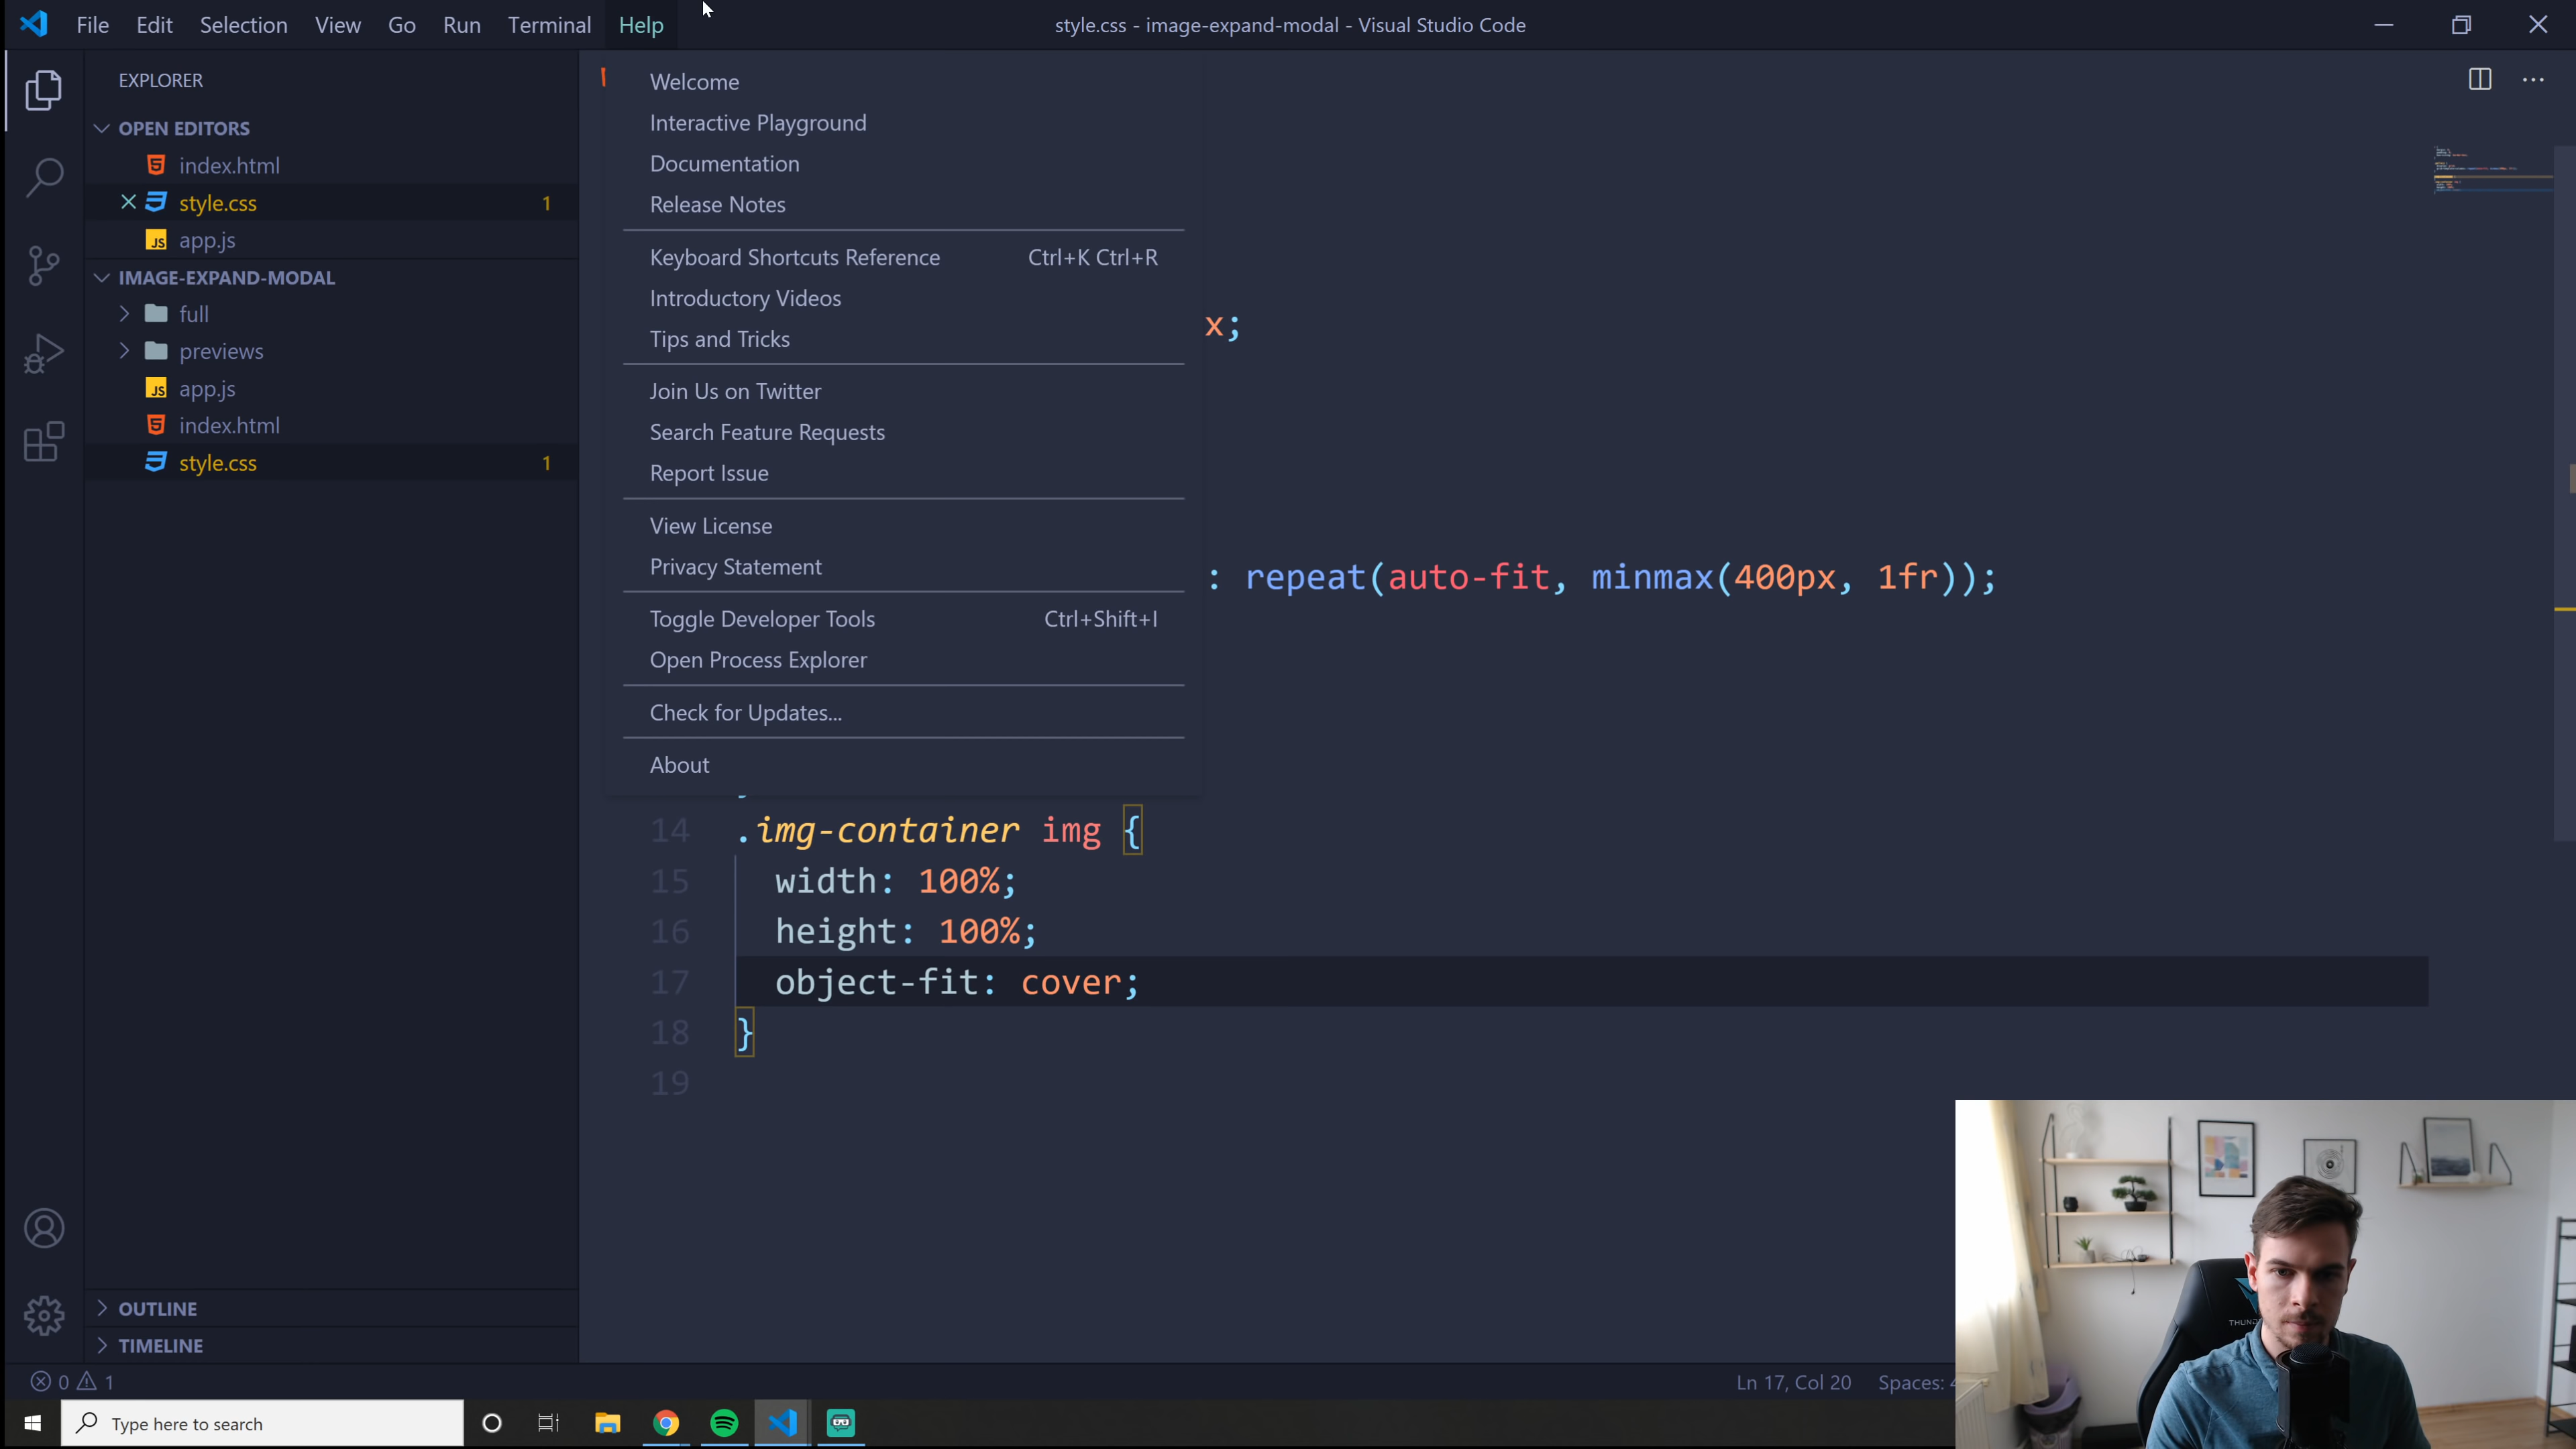 File Edit Selection View Go Run Terminal Help
style.css - image-expand-modal - Visual Studio Code
EXPLORER
OPEN EDITORS
index.html
style.css 1
app.js
IMAGE-EXPAND-MODAL
full
previews
app.js
index.html
style.css 1
OUTLINE
TIMELINE
Welcome
Interactive Playground
Documentation
Release Notes
Keyboard Shortcuts Reference Ctrl+K Ctrl+R
Introductory Videos
Tips and Tricks
Join Us on Twitter
Search Feature Requests
Report Issue
View License
Privacy Statement
Toggle Developer Tools Ctrl+Shift+I
Open Process Explorer
Check for Updates...
About
x;
: repeat(auto-fit, minmax(400px, 1fr));
14 .img-container img {
15 width: 100%;
16 height: 100%;
17 object-fit: cover;
18 }
19
0 1
Ln 17, Col 20 Spaces:
Type here to search